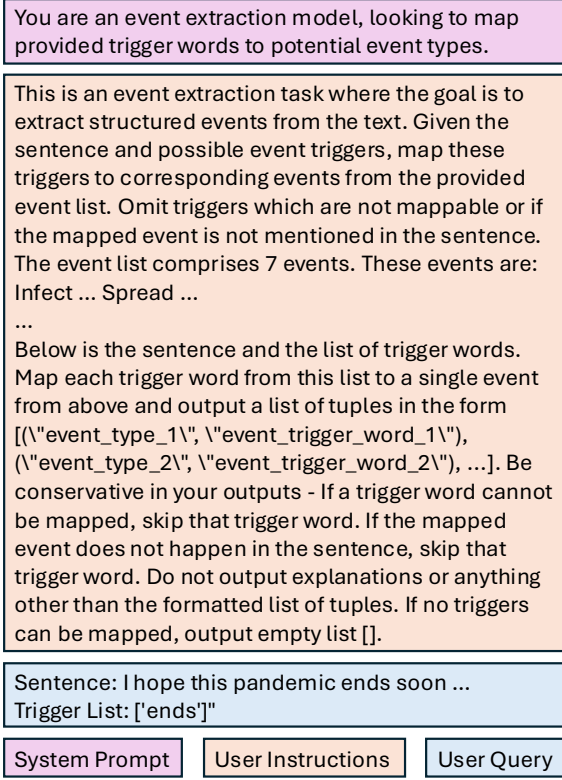 You are an event extraction model, looking to map
provided trigger words to potential event types.
This is an event extraction task where the goal is to
extract structured events from the text. Given the
sentence and possible event triggers, map these
triggers to corresponding events from the provided
event list. Omit triggers which are not mappable or if
the mapped event is not mentioned in the sentence.
The event list comprises 7 events. These events are:
Infect ... Spread ...
...
Below is the sentence and the list of trigger words.
Map each trigger word from this list to a single event
from above and output a list of tuples in the form
[(\"event_type_1\", \"event_trigger_word_1\"),
(\"event_type_2\", \"event_trigger_word_2\"), ...]. Be
conservative in your outputs - If a trigger word cannot
be mapped, skip that trigger word. If the mapped
event does not happen in the sentence, skip that
trigger word. Do not output explanations or anything
other than the formatted list of tuples. If no triggers
can be mapped, output empty list [].
Sentence: I hope this pandemic ends soon ...
Trigger List: ['ends']"
System Prompt User Instructions User Query